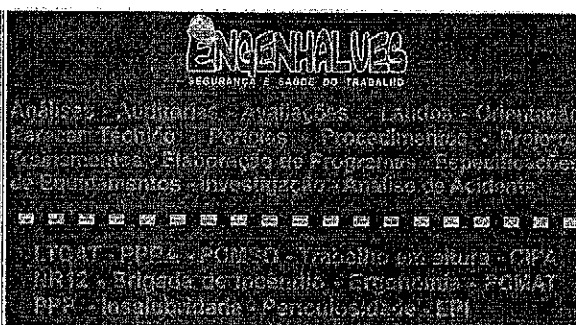 ENGENHALVES
SEGURANÇA E SAÚDE DO TRABALHO
Análises - Auditorias - Avaliações - Laudos - Orientação
Parecer Técnico - Perícias - Procedimentos - Projetos
Treinamentos - Elaboração de Programas - Especificações
de Equipamentos - Investigação - Análise de Acidente
LTCAT - PPRA - PCMSO - Trabalho em altura - CIPA
NR12 - Brigada de Incêndio - Ergonomia - PCMAT
PPP - Insalubridade - Periculosidade - EPI